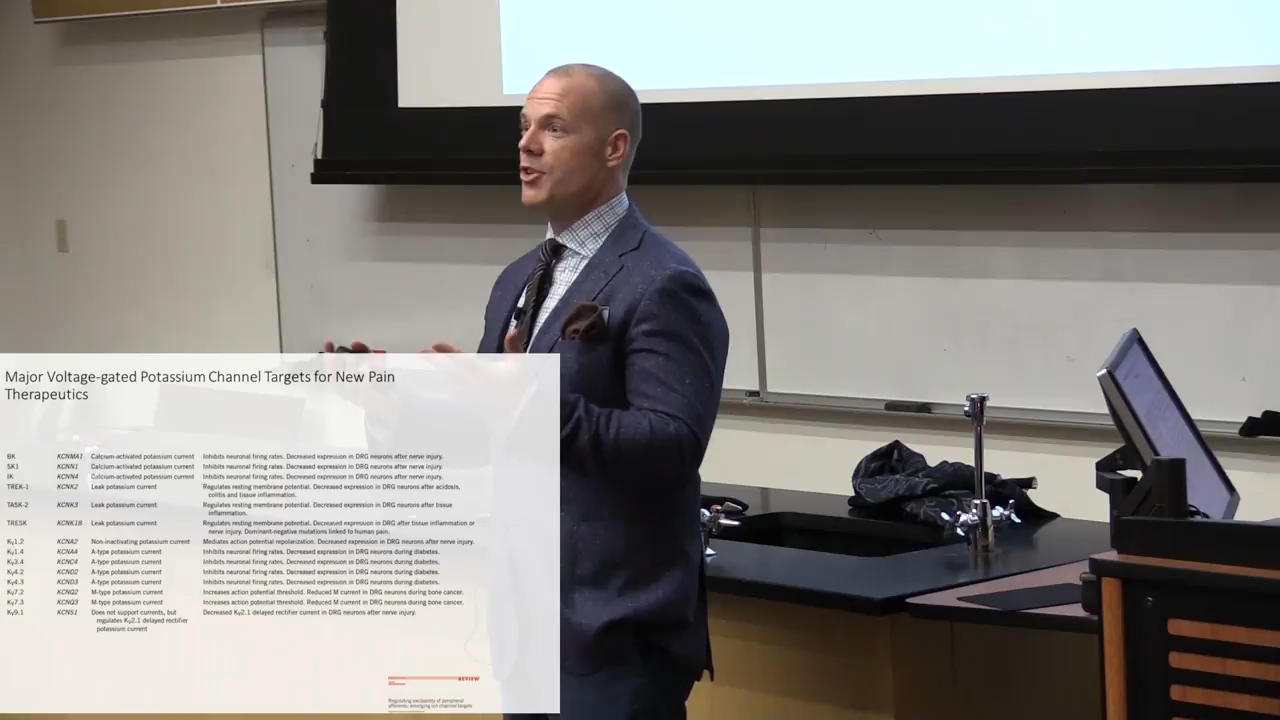 Major Voltage-gated Potassium Channel Targets for New Pain
Therapeutics
BK KCNMA1 Calcium-activated potassium current Inhibits neuronal firing rates. Decreased expression in DRG neurons after nerve injury.
SK1 KCNN1 Calcium-activated potassium current Inhibits neuronal firing rates. Decreased expression in DRG neurons after nerve injury.
IK KCNN4 Calcium-activated potassium current Inhibits neuronal firing rates. Decreased expression in DRG neurons after nerve injury.
TREK-1 KCNK2 Leak potassium current Regulates resting membrane potential. Decreased expression in DRG neurons after acidosis,
colitis and tissue inflammation.
TASK-2 KCNK3 Leak potassium current Regulates resting membrane potential. Decreased expression in DRG neurons after tissue
inflammation.
TRESK KCNK18 Leak potassium current Regulates resting membrane potential. Decreased expression in DRG after tissue inflammation or
nerve injury. Dominant-negative mutations linked to human pain.
Kv1.2 KCNA2 Non-inactivating potassium current Mediates action potential repolarization. Decreased expression in DRG neurons after nerve injury.
Kv1.4 KCNA4 A-type potassium current Inhibits neuronal firing rates. Decreased expression in DRG neurons during diabetes.
Kv3.4 KCNC4 A-type potassium current Inhibits neuronal firing rates. Decreased expression in DRG neurons during diabetes.
Kv4.2 KCND2 A-type potassium current Inhibits neuronal firing rates. Decreased expression in DRG neurons during diabetes.
Kv4.3 KCND3 A-type potassium current Inhibits neuronal firing rates. Decreased expression in DRG neurons during diabetes.
Kv7.2 KCNQ2 M-type potassium current Increases action potential threshold. Reduced M current in DRG neurons during bone cancer.
Kv7.3 KCNQ3 M-type potassium current Increases action potential threshold. Reduced M current in DRG neurons during bone cancer.
Kv9.1 KCNS1 Does not support currents, but Decreased Kv2.1 delayed rectifier current in DRG neurons after nerve injury.
regulates Kv2.1 delayed rectifier
potassium current
REVIEW
Regulating excitability of peripheral
afferents: emerging ion channel targets